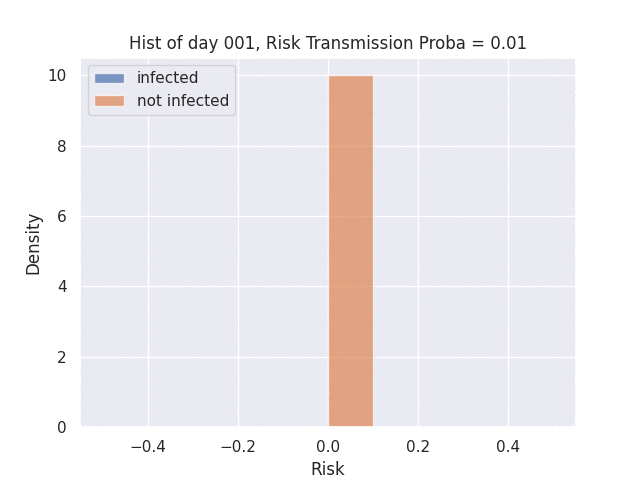 Hist of day 001, Risk Transmission Proba = 0.01
infected
not infected
10
8
6
4
2
0
Density
−0.4 −0.2 0.0 0.2 0.4
Risk